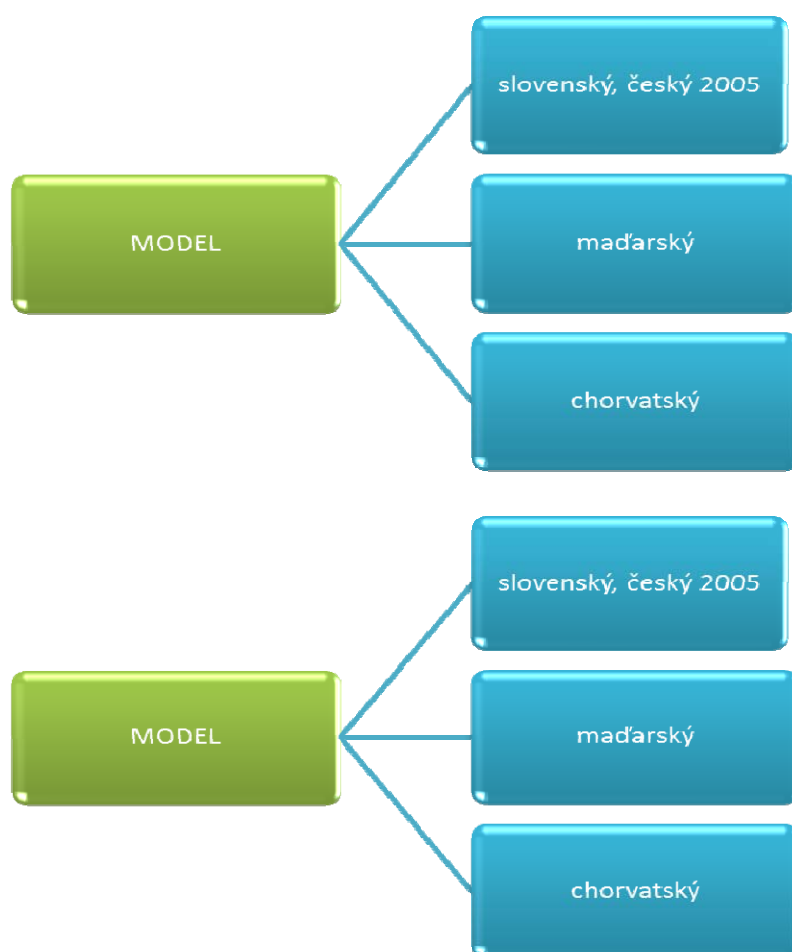 slovenský, český 2005
MODEL
maďarský
chorvatský
slovenský, český 2005
MODEL
maďarský
chorvatský